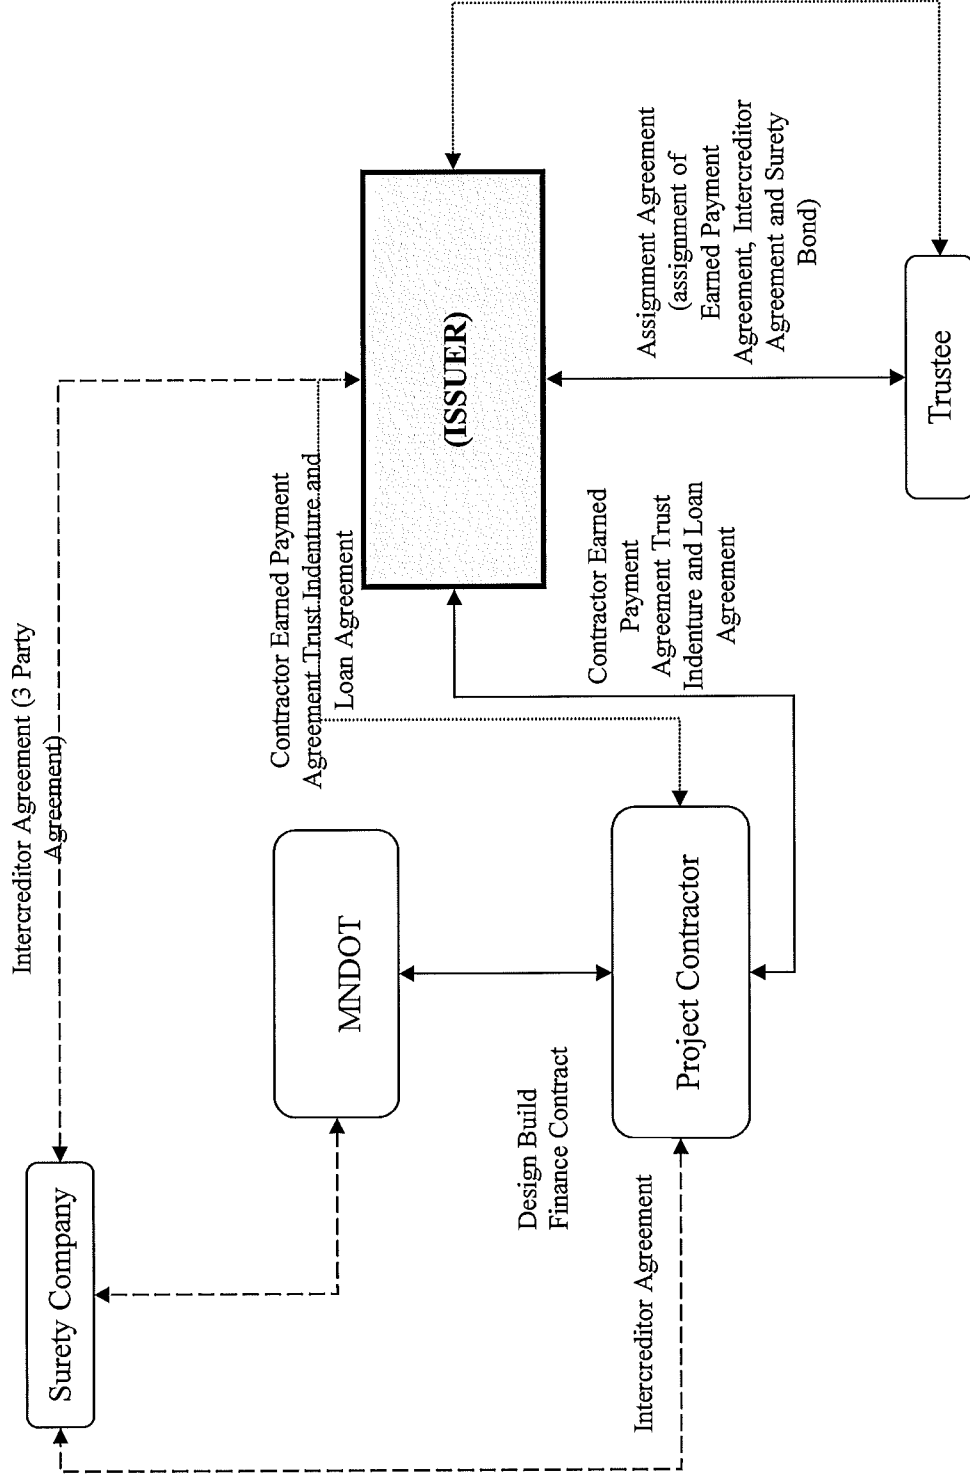 Intercreditor Agreement (3 Party
Agreement)
Surety Company
Contractor Earned Payment
Agreement Trust Indenture and
Loan Agreement
MNDOT
(ISSUER)
Design Build
Finance Contract
Contractor Earned
Payment
Agreement Trust
Indenture and Loan
Agreement
Assignment Agreement
(assignment of
Earned Payment
Agreement, Intercreditor
Agreement and Surety
Bond)
Intercreditor Agreement
Project Contractor
Trustee